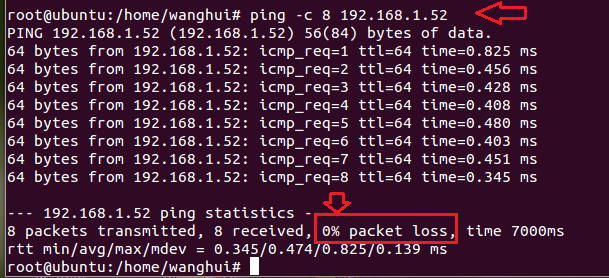 root@ubuntu:/home/wanghui# ping -c 8 192.168.1.52
PING 192.168.1.52 (192.168.1.52) 56(84) bytes of data.
64 bytes from 192.168.1.52: icmp_req=1 ttl=64 time=0.825 ms
64 bytes from 192.168.1.52: icmp_req=2 ttl=64 time=0.456 ms
64 bytes from 192.168.1.52: icmp_req=3 ttl=64 time=0.428 ms
64 bytes from 192.168.1.52: icmp_req=4 ttl=64 time=0.408 ms
64 bytes from 192.168.1.52: icmp_req=5 ttl=64 time=0.480 ms
64 bytes from 192.168.1.52: icmp_req=6 ttl=64 time=0.403 ms
64 bytes from 192.168.1.52: icmp_req=7 ttl=64 time=0.451 ms
64 bytes from 192.168.1.52: icmp_req=8 ttl=64 time=0.345 ms
--- 192.168.1.52 ping statistics -
8 packets transmitted, 8 received, 0% packet loss, time 7000ms
rtt min/avg/max/mdev = 0.345/0.474/0.825/0.139 ms
root@ubuntu:/home/wanghui#